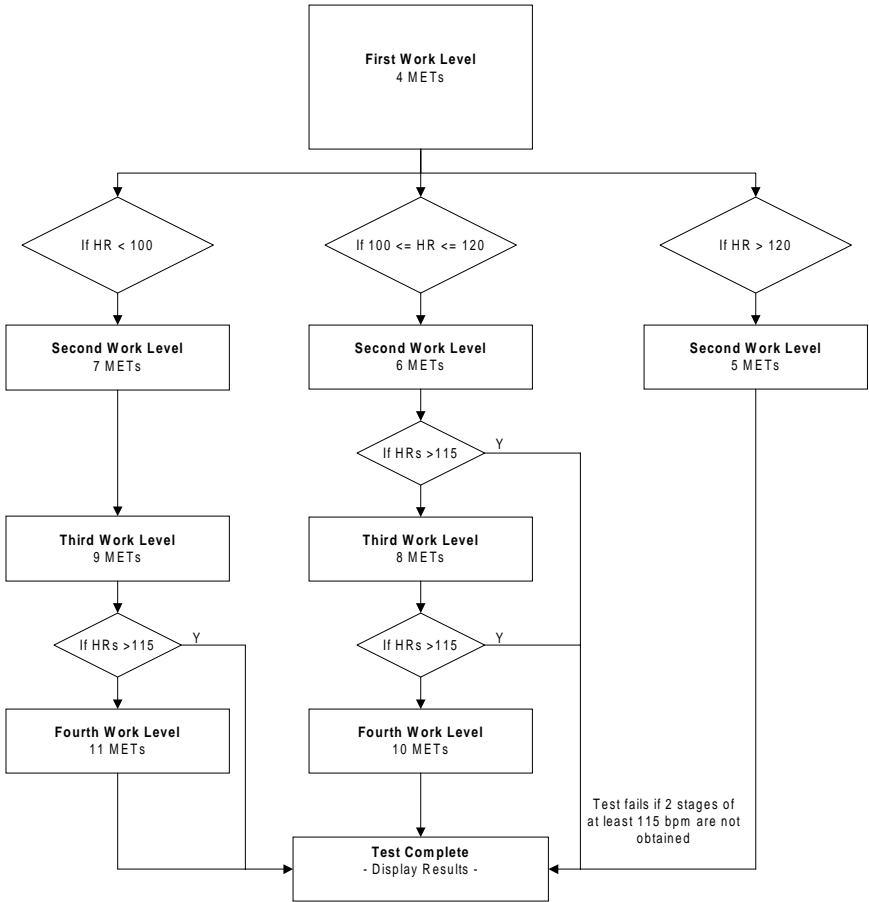 First Work Level
4 METs
If HR < 100
If 100 <= HR <= 120
If HR > 120
Second Work Level
7 METs
Second Work Level
6 METs
Second Work Level
5 METs
If HRs >115
Y
Third Work Level
9 METs
Third Work Level
8 METs
If HRs >115
Y
If HRs >115
Y
Fourth Work Level
11 METs
Fourth Work Level
10 METs
Test fails if 2 stages of
at least 115 bpm are not
obtained
Test Complete
- Display Results -